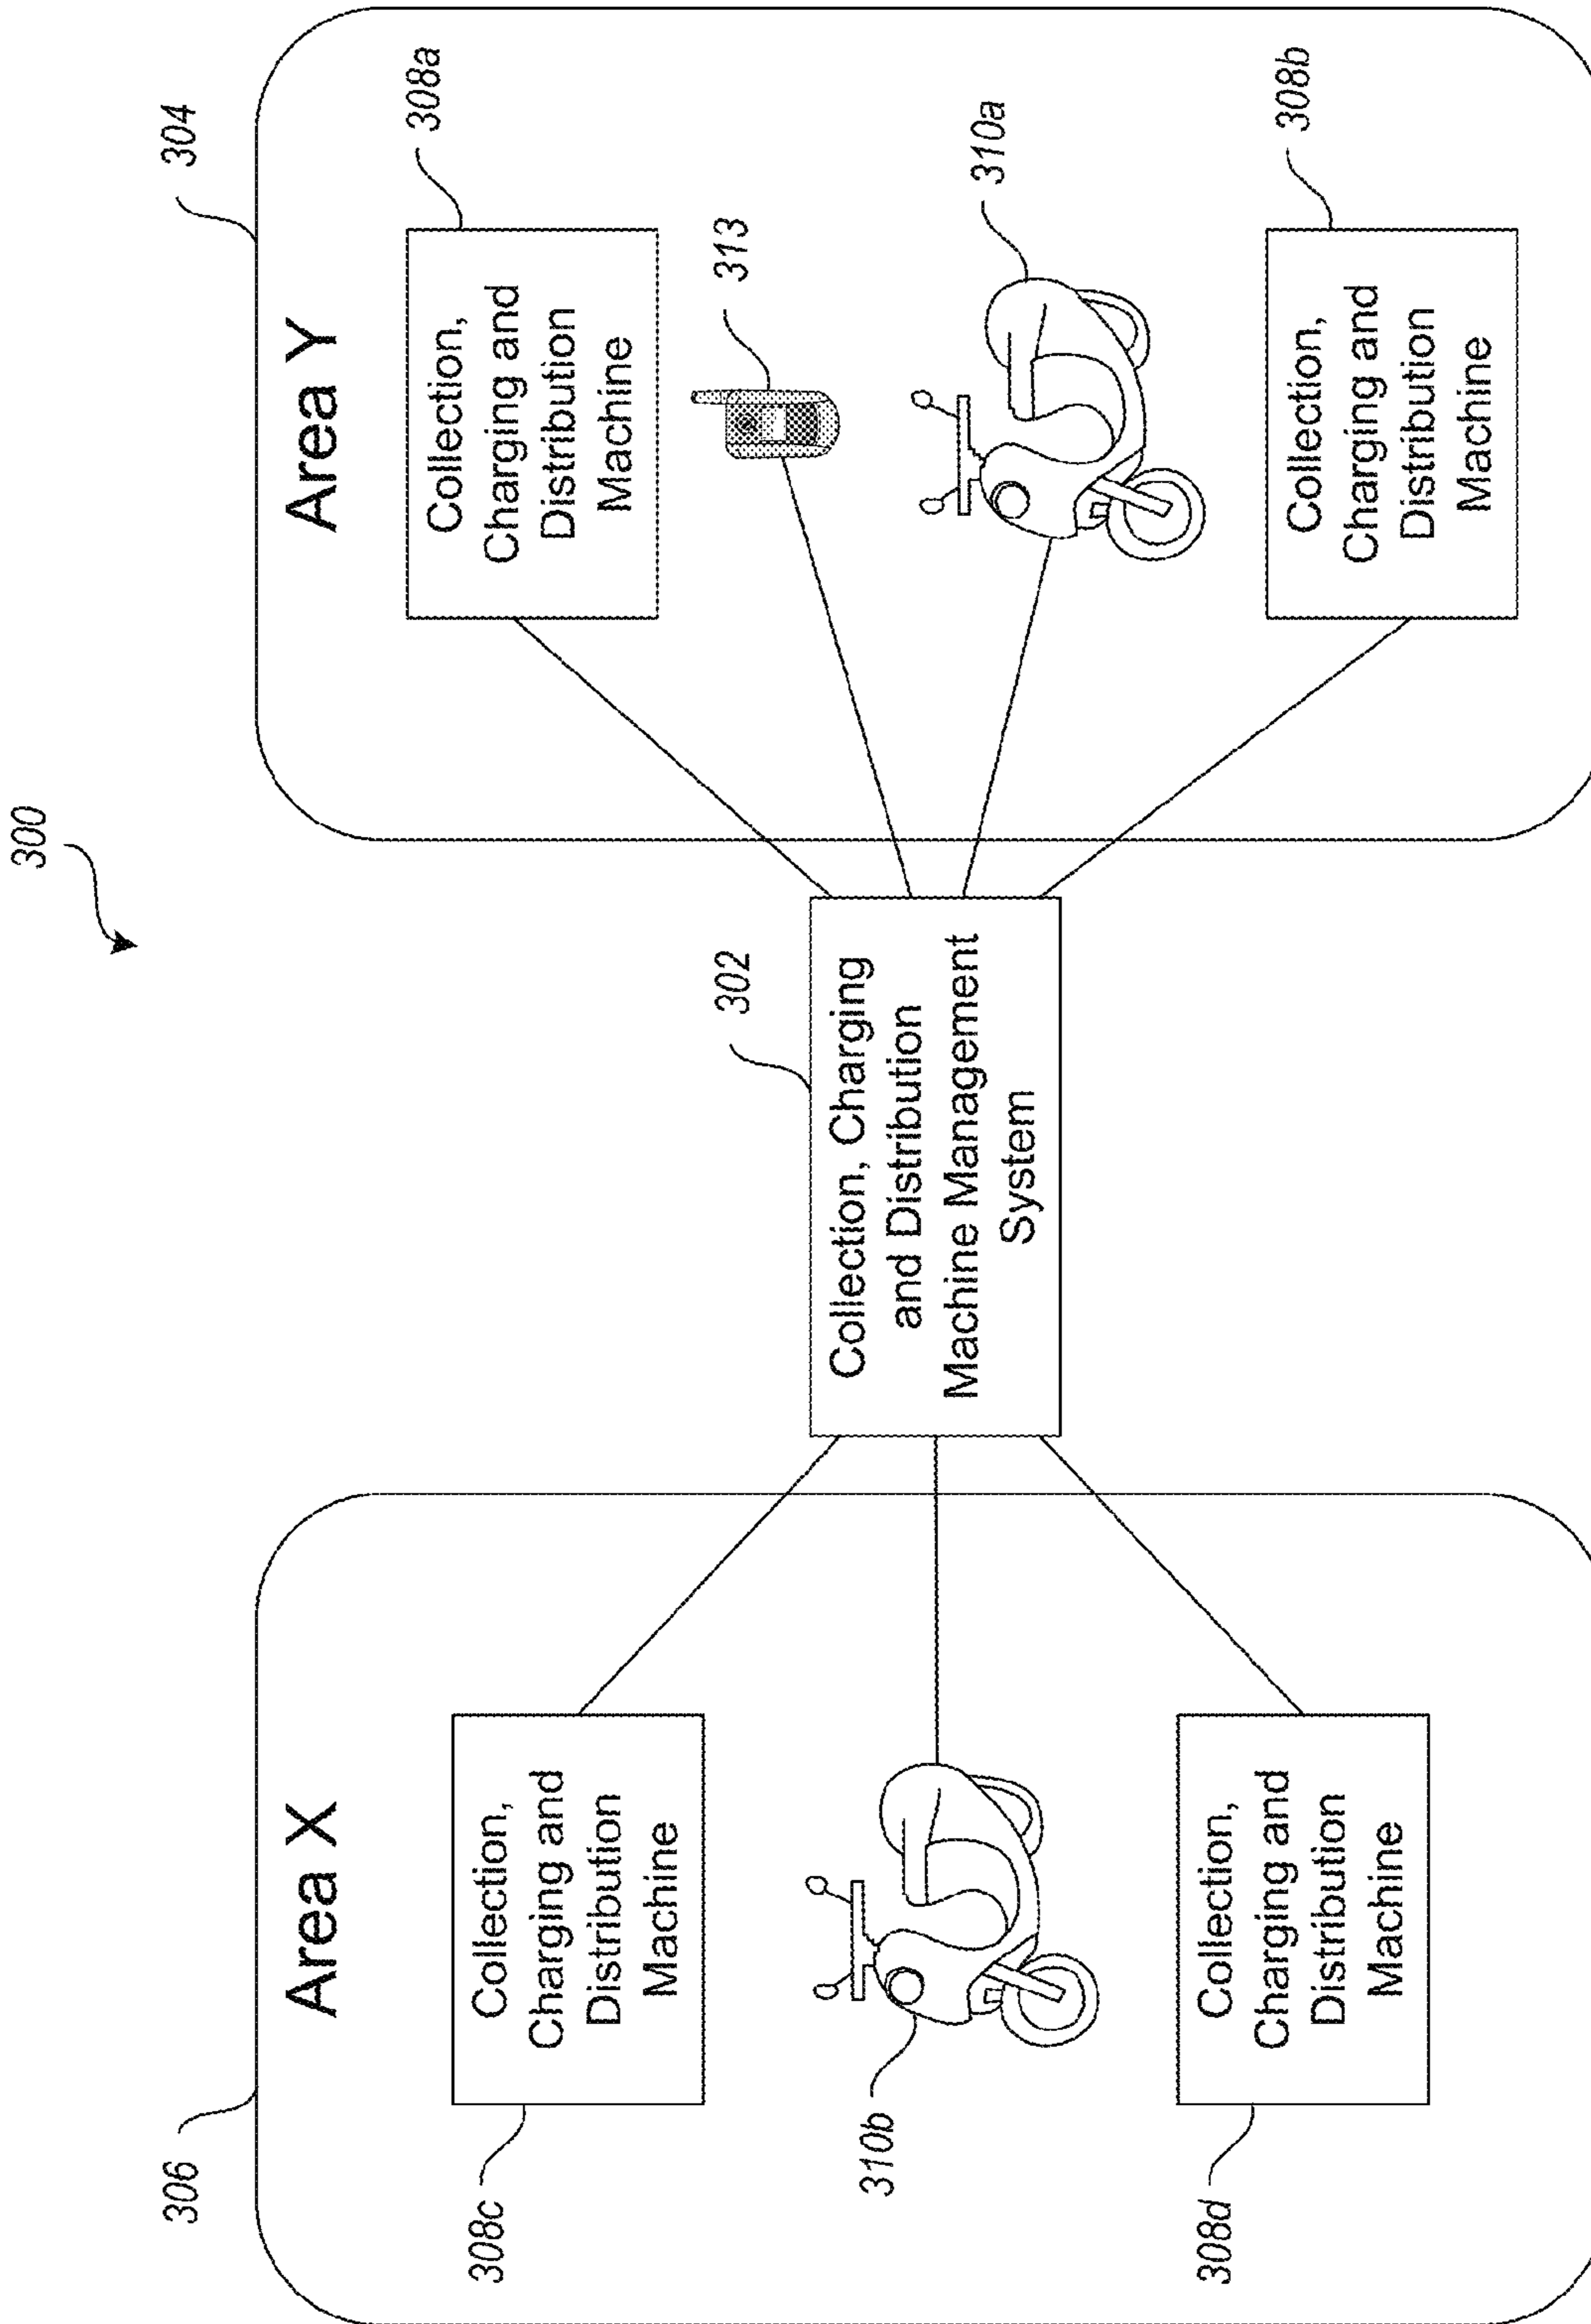 300
306
304
Area X
Area Y
308c
Collection,
Charging and
Distribution
Machine
308a
Collection,
Charging and
Distribution
Machine
313
302
Collection, Charging
and Distribution
Machine Management
System
310b
310a
308d
Collection,
Charging and
Distribution
Machine
308b
Collection,
Charging and
Distribution
Machine